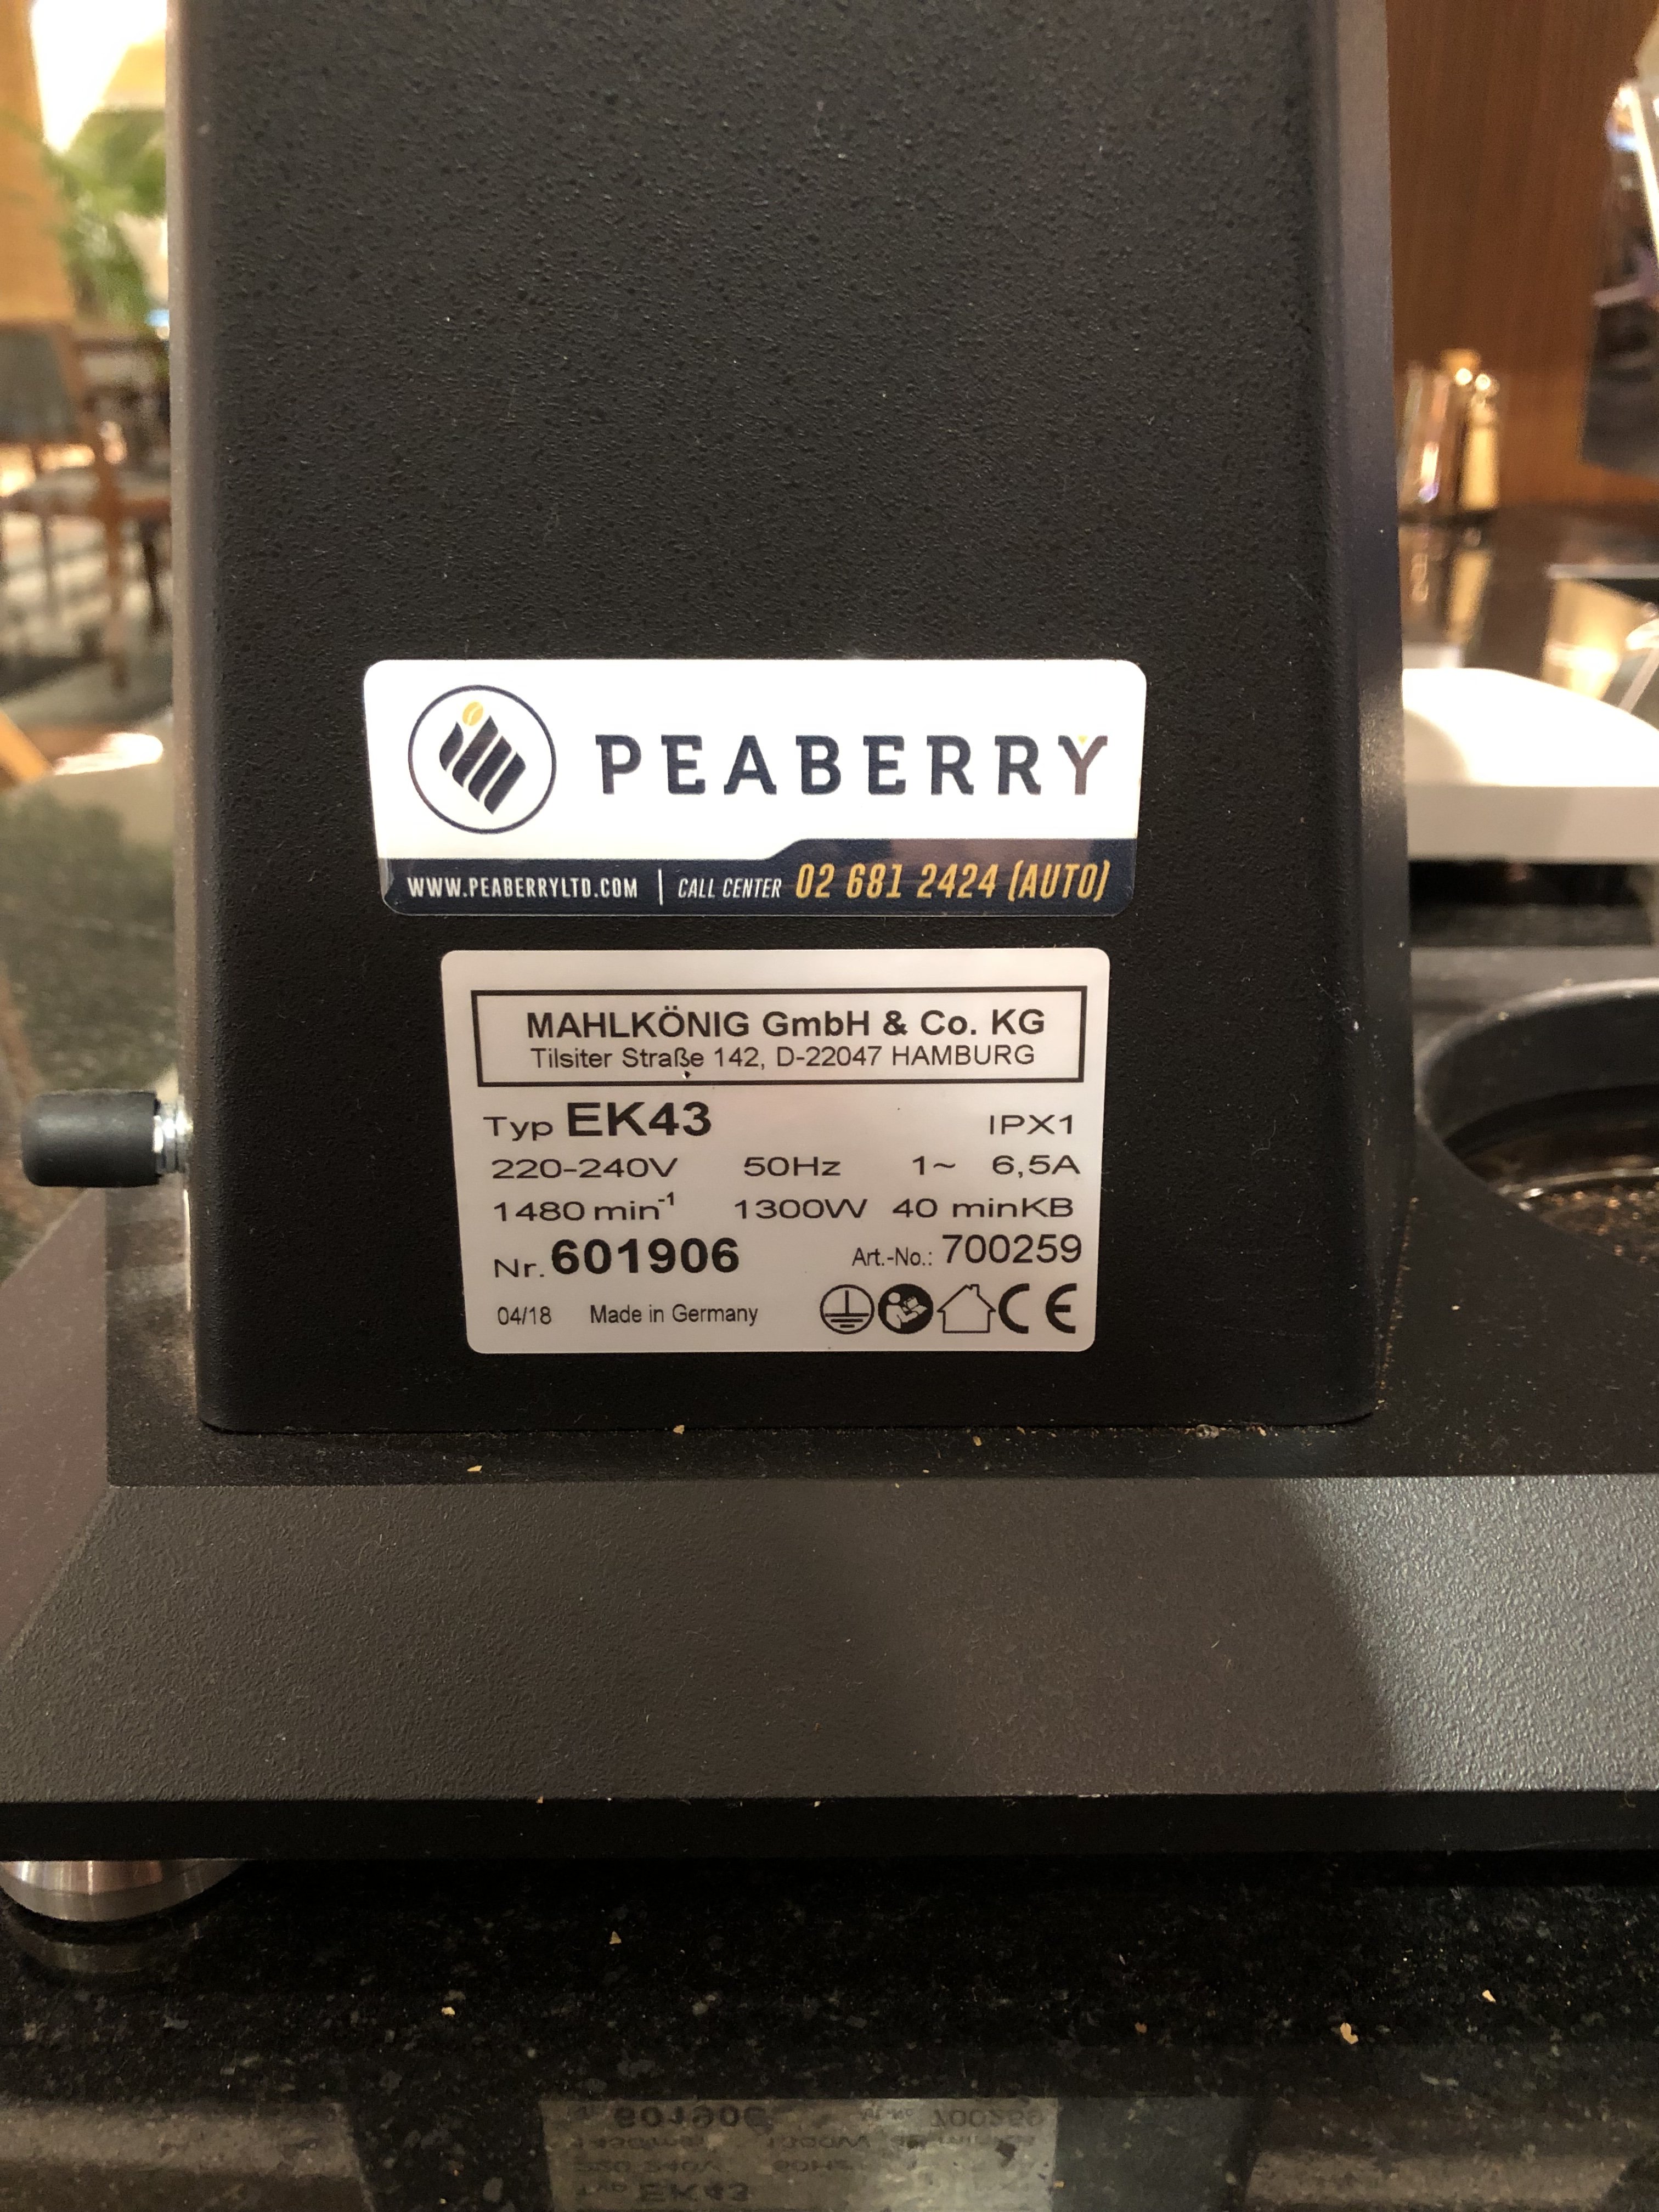 PEABERRY
WWW.PEABERRYLTD.COM | CALL CENTER 02 681 2424 (AUTO)
MAHLKÖNIG GmbH & Co. KG
Tilsiter Straße 142, D-22047 HAMBURG
Typ EK43 IPX1
220-240V 50Hz 1~ 6,5A
1480 min⁻¹ 1300W 40 minKB
Nr. 601906 Art.-No.: 700259
04/18 Made in Germany CE